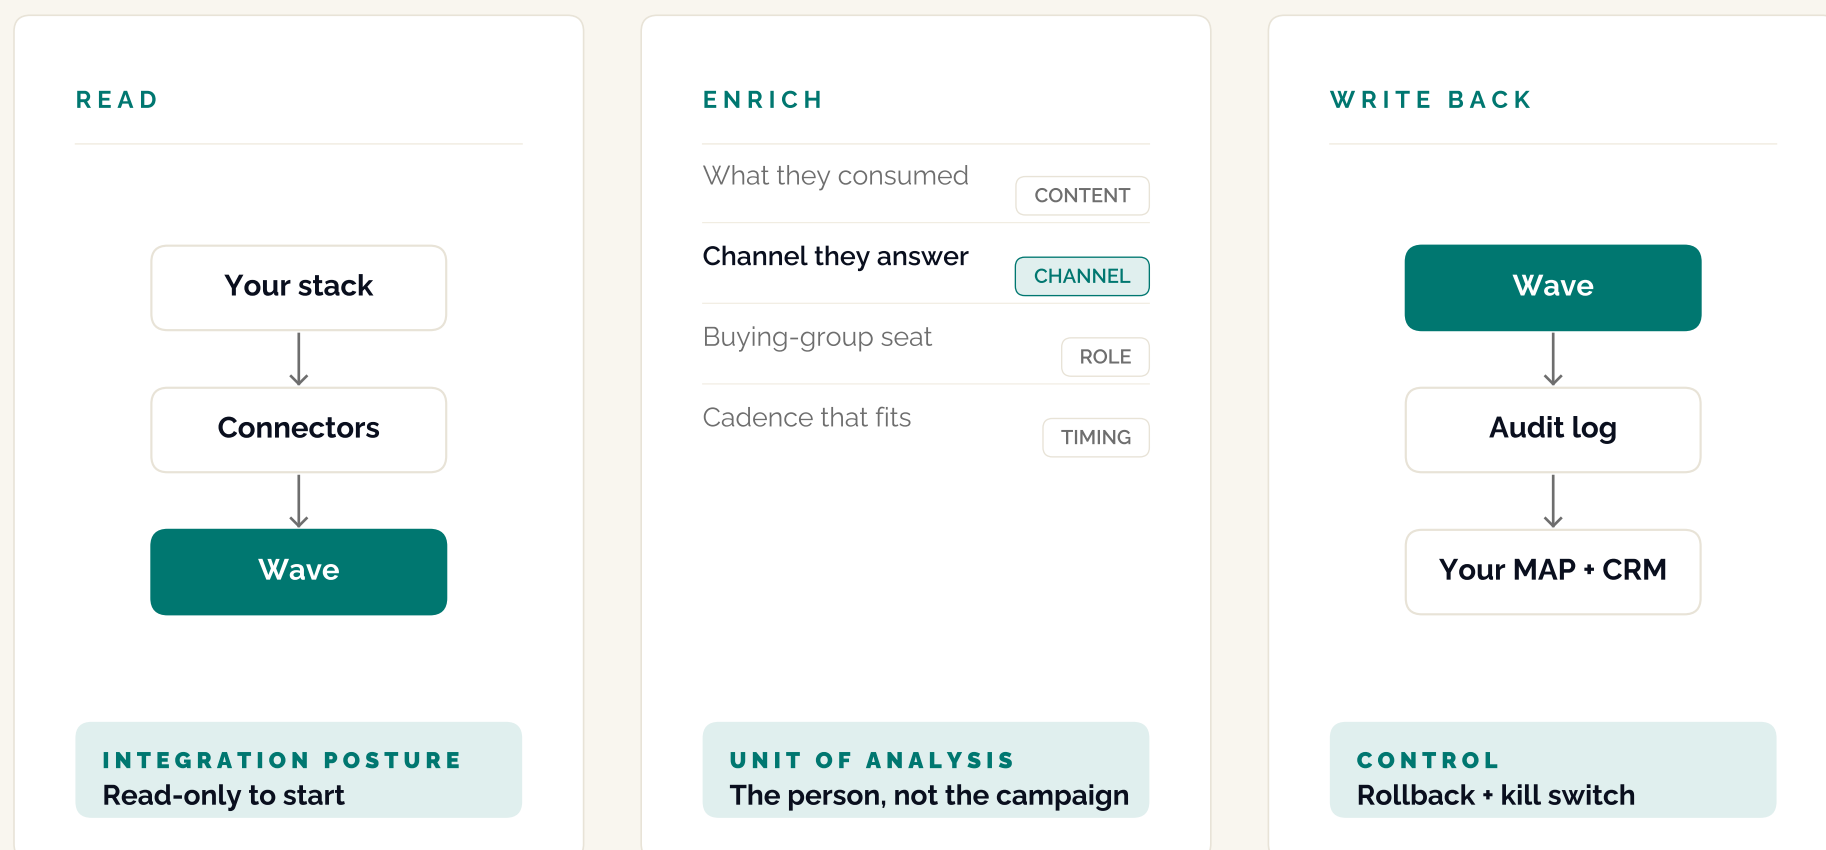 READ
Your stack
Connectors
Wave
INTEGRATION POSTURE
Read-only to start
ENRICH
What they consumed
CONTENT
Channel they answer
CHANNEL
Buying-group seat
ROLE
Cadence that fits
TIMING
UNIT OF ANALYSIS
The person, not the campaign
WRITE BACK
Wave
Audit log
Your MAP + CRM
CONTROL
Rollback + kill switch